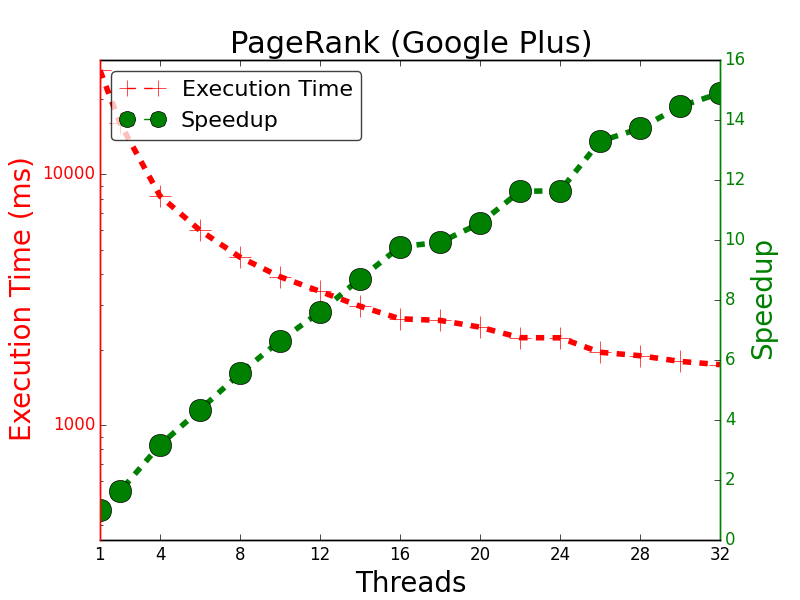 PageRank (Google Plus)
Execution Time
Speedup
Execution Time (ms)
10000
1000
16
14
12
10
8
6
4
2
0
Speedup
1 4 8 12 16 20 24 28 32
Threads